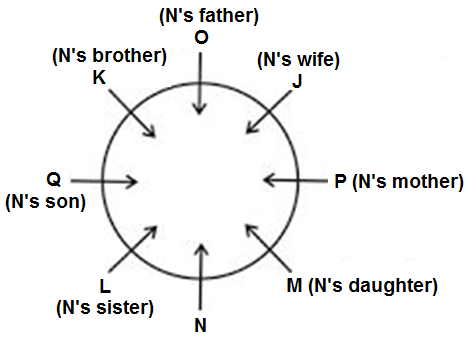 (N's father)
O
(N's brother)
K
(N's wife)
J
Q
(N's son)
P (N's mother)
L
(N's sister)
M (N's daughter)
N